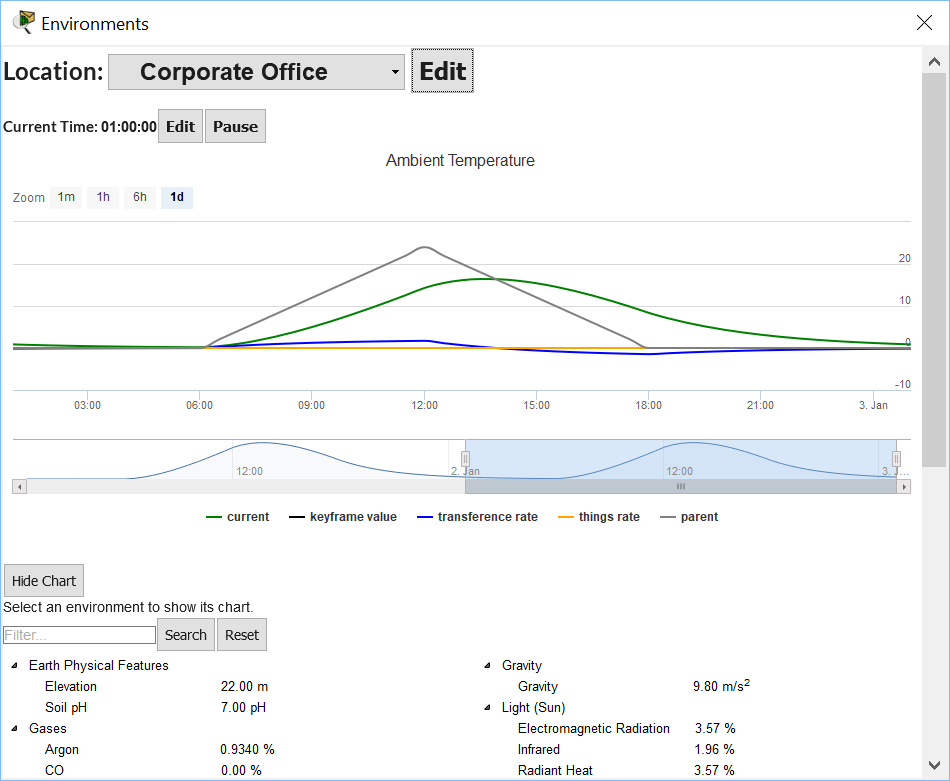 Environments
Location: Corporate Office Edit
Current Time: 01:00:00 Edit Pause
Ambient Temperature
Zoom 1m 1h 6h 1d
20
10
0
-10
03:00 06:00 09:00 12:00 15:00 18:00 21:00 3. Jan
12:00 2. Jan 12:00 3. J...
current keyframe value transference rate things rate parent
Hide Chart
Select an environment to show its chart.
Filter... Search Reset
Earth Physical Features
Elevation 22.00 m
Soil pH 7.00 pH
Gases
Argon 0.9340 %
CO 0.00 %
Gravity
Gravity 9.80 m/s²
Light (Sun)
Electromagnetic Radiation 3.57 %
Infrared 1.96 %
Radiant Heat 3.57 %